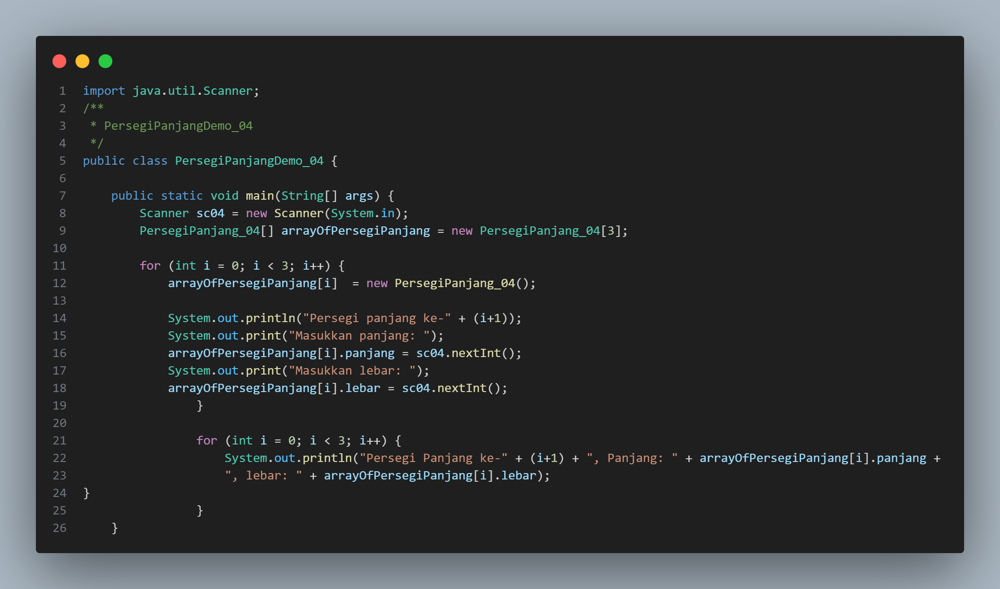 1 import java.util.Scanner;
2 /**
3  * PersegiPanjangDemo_04
4  */
5 public class PersegiPanjangDemo_04 {
6
7     public static void main(String[] args) {
8         Scanner sc04 = new Scanner(System.in);
9         PersegiPanjang_04[] arrayOfPersegiPanjang = new PersegiPanjang_04[3];
10
11         for (int i = 0; i < 3; i++) {
12             arrayOfPersegiPanjang[i]  = new PersegiPanjang_04();
13
14             System.out.println("Persegi panjang ke-" + (i+1));
15             System.out.print("Masukkan panjang: ");
16             arrayOfPersegiPanjang[i].panjang = sc04.nextInt();
17             System.out.print("Masukkan lebar: ");
18             arrayOfPersegiPanjang[i].lebar = sc04.nextInt();
19                 }
20
21                 for (int i = 0; i < 3; i++) {
22                     System.out.println("Persegi Panjang ke-" + (i+1) + ", Panjang: " + arrayOfPersegiPanjang[i].panjang +
23                     ", lebar: " + arrayOfPersegiPanjang[i].lebar);
24 }
25                 }
26     }